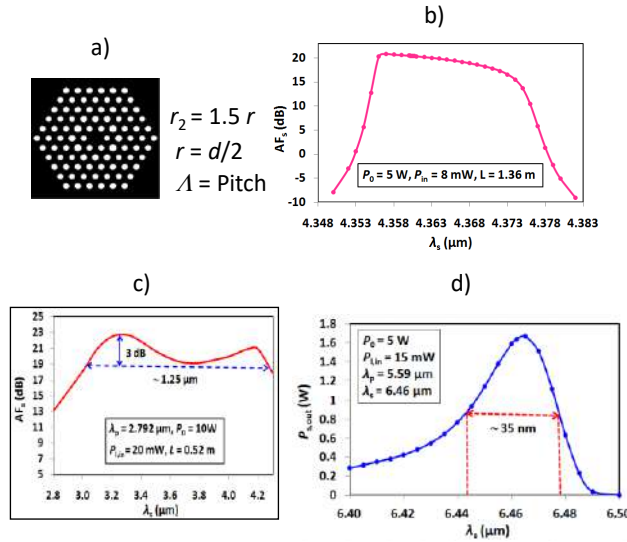 a)
r₂ = 1.5 r
r = d/2
Λ = Pitch
b)
AFₛ (dB)
25
20
15
10
5
0
-5
-10
P₀ = 5 W, Pᵢₙ = 8 mW, L = 1.36 m
4.348 4.353 4.358 4.363 4.368 4.373 4.378 4.383
λₛ (μm)
c)
AFₛ (dB)
25
23
21
19
17
15
13
11
9
7
5
3 dB
~ 1.25 μm
λₚ = 2.792 μm, P₀ = 10W
Pᵢ,ᵢₙ = 20 mW, L = 0.52 m
2.8 3.0 3.2 3.4 3.6 3.8 4.0 4.2
λₛ (μm)
d)
Pₛ,out (W)
1.8
1.6
1.4
1.2
1
0.8
0.6
0.4
0.2
0
P₀ = 5 W
Pᵢ,ᵢₙ = 15 mW
λₚ = 5.59 μm
λₛ = 6.46 μm
~ 35 nm
6.40 6.42 6.44 6.46 6.48 6.50
λₛ (μm)